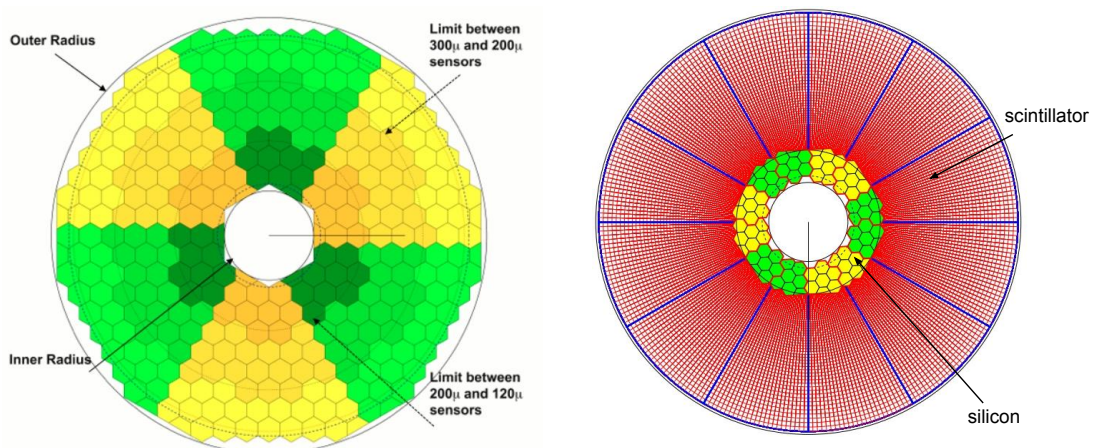 Outer Radius
Limit between
300µ and 200µ
sensors
Inner Radius
Limit between
200µ and 120µ
sensors
scintillator
silicon